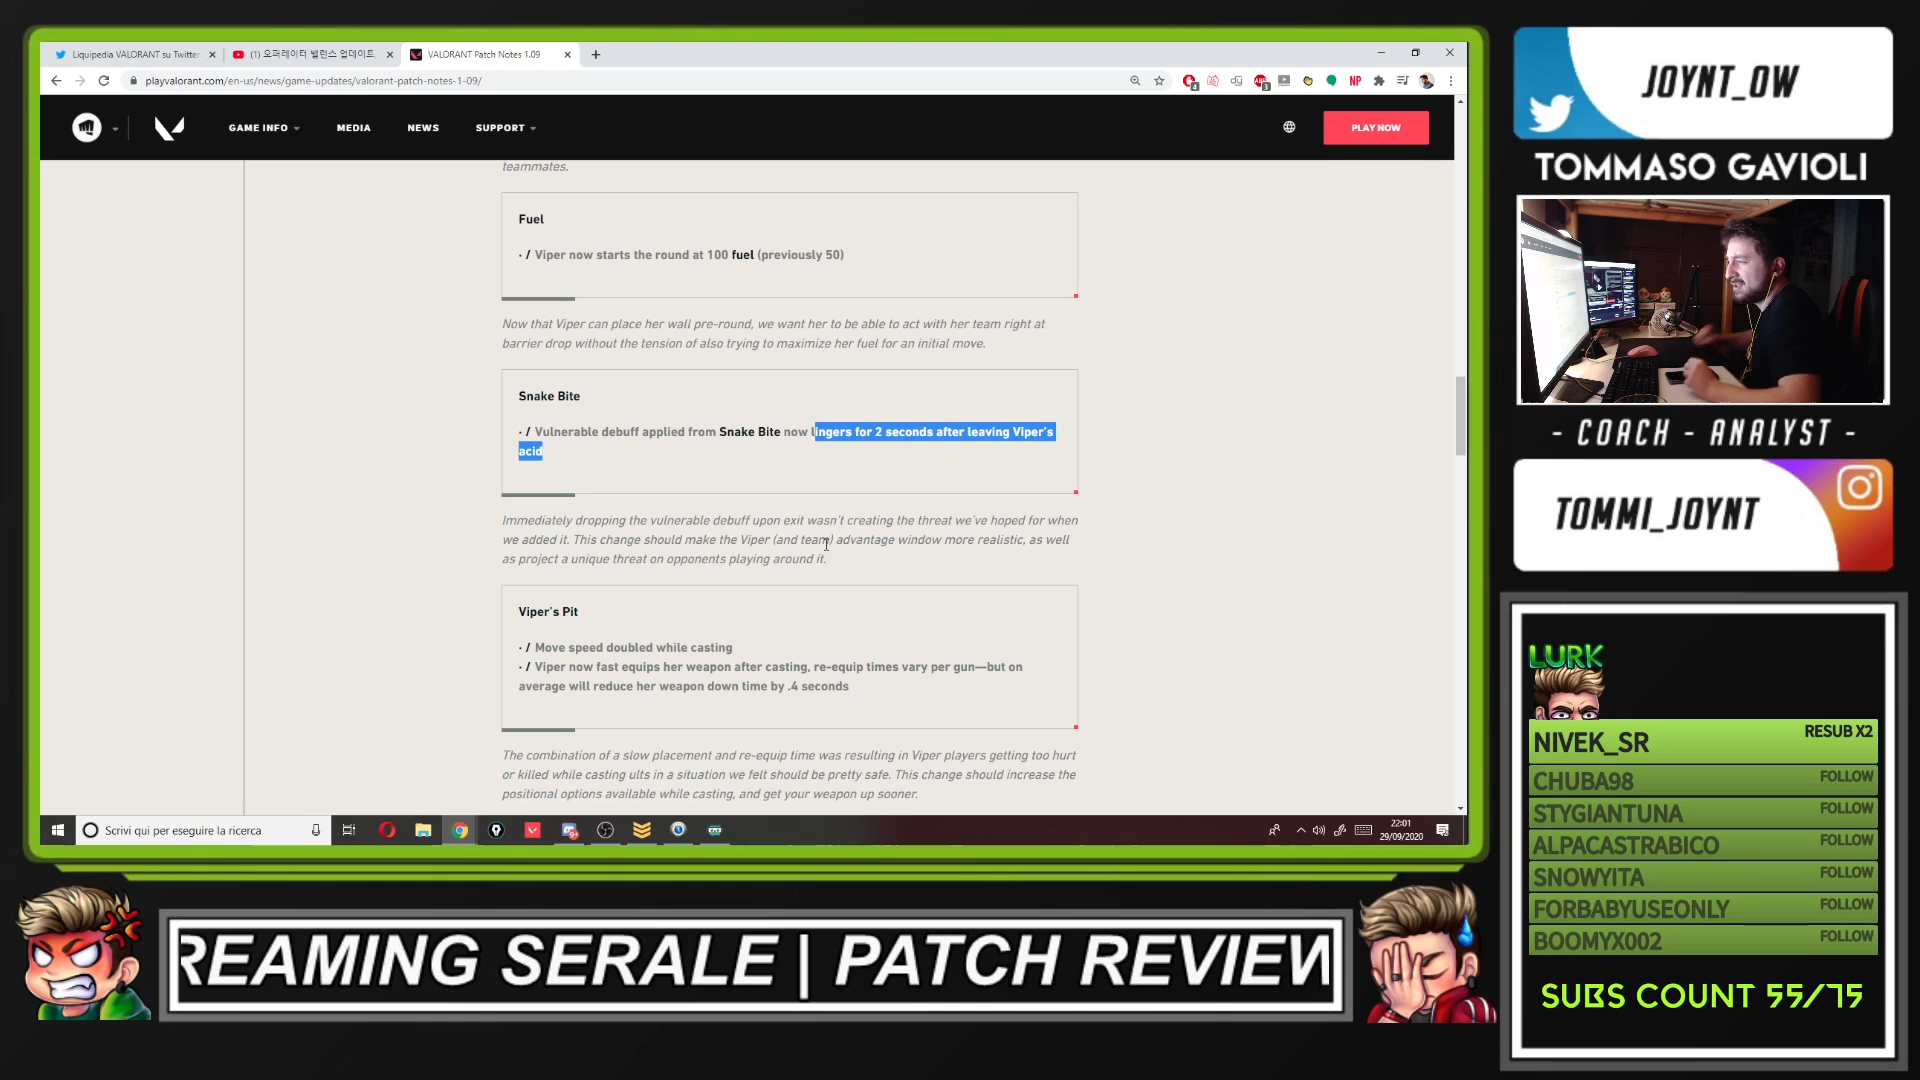 Liquipedia VALORANT su Twitter
(1) 오퍼레이터 밸런스 업데이트
VALORANT Patch Notes 1.09
playvalorant.com/en-us/news/game-updates/valorant-patch-notes-1-09/
GAME INFO
MEDIA
NEWS
SUPPORT
PLAY NOW
teammates.
Fuel
· / Viper now starts the round at 100 fuel (previously 50)
Now that Viper can place her wall pre-round, we want her to be able to act with her team right at
barrier drop without the tension of also trying to maximize her fuel for an initial move.
Snake Bite
· / Vulnerable debuff applied from Snake Bite now lingers for 2 seconds after leaving Viper's
acid
Immediately dropping the vulnerable debuff upon exit wasn't creating the threat we've hoped for when
we added it. This change should make the Viper (and team) advantage window more realistic, as well
as project a unique threat on opponents playing around it.
Viper's Pit
· / Move speed doubled while casting
· / Viper now fast equips her weapon after casting, re-equip times vary per gun—but on
average will reduce her weapon down time by .4 seconds
The combination of a slow placement and re-equip time was resulting in Viper players getting too hurt
or killed while casting ults in a situation we felt should be pretty safe. This change should increase the
positional options available while casting, and get your weapon up sooner.
Scrivi qui per eseguire la ricerca
22:01
29/09/2020
JOYNT_OW
TOMMASO GAVIOLI
- COACH - ANALYST -
TOMMI_JOYNT
LURK
NIVEK_SR RESUB X2
CHUBA98 FOLLOW
STYGIANTUNA FOLLOW
ALPACASTRABICO FOLLOW
SNOWYITA FOLLOW
FORBABYUSEONLY FOLLOW
BOOMYX002 FOLLOW
SUBS COUNT 55/75
REAMING SERALE | PATCH REVIEW